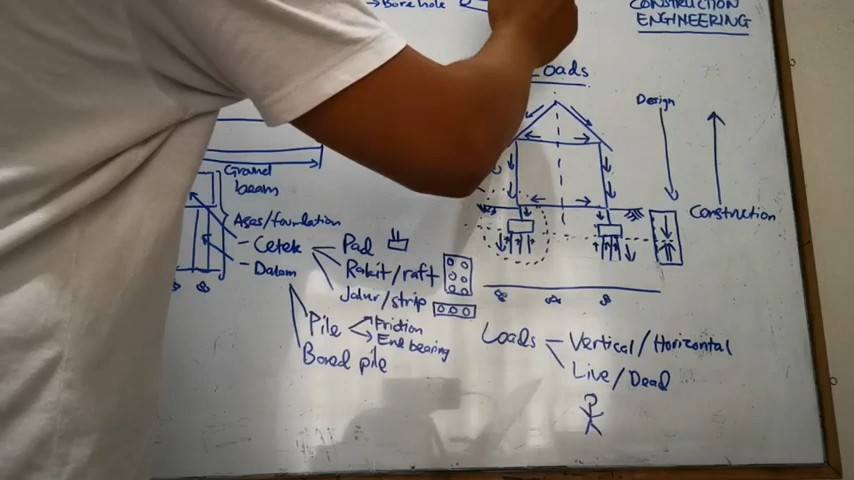 →Bore hole
CONSTRUCTION
ENGINEERING
Loads
Design
Construction
Ground
beam
Asas/foundation
- Cetek
- Dalam
Pad
Rakit/raft
Jalur/strip
Pile
Friction
End bearing
Bored pile
Loads
Vertical/Horizontal
Live/Dead